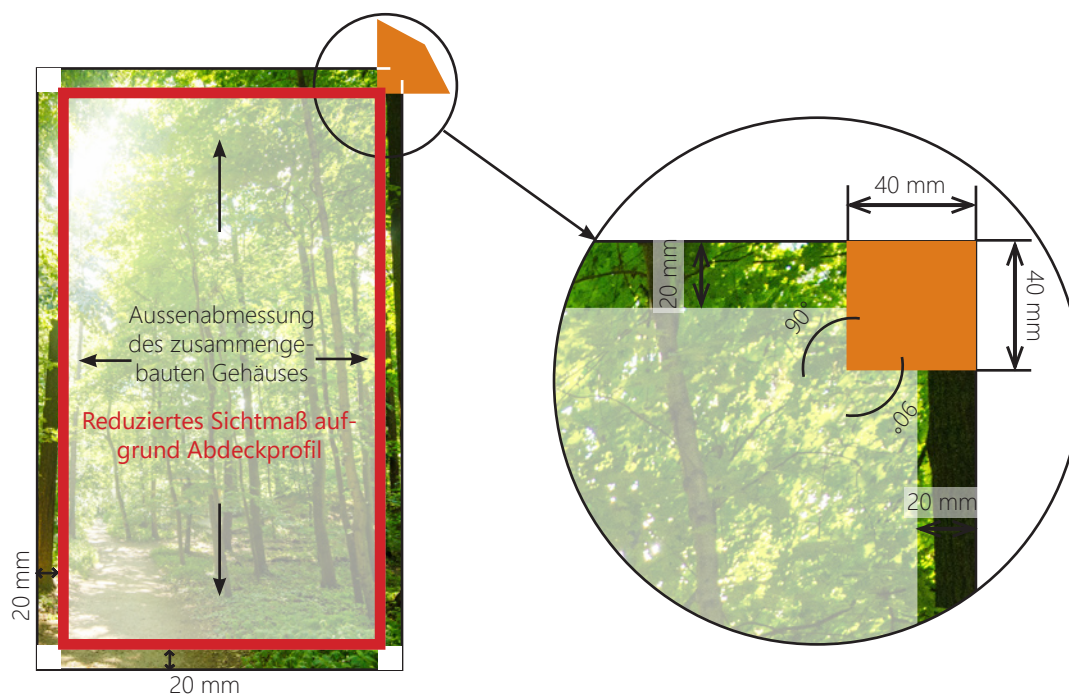 Aussenabmessung
des zusammenge-
bauten Gehäuses
Reduziertes Sichtmaß auf-
grund Abdeckprofil
20 mm
20 mm
40 mm
40 mm
20 mm
90°
90°
20 mm